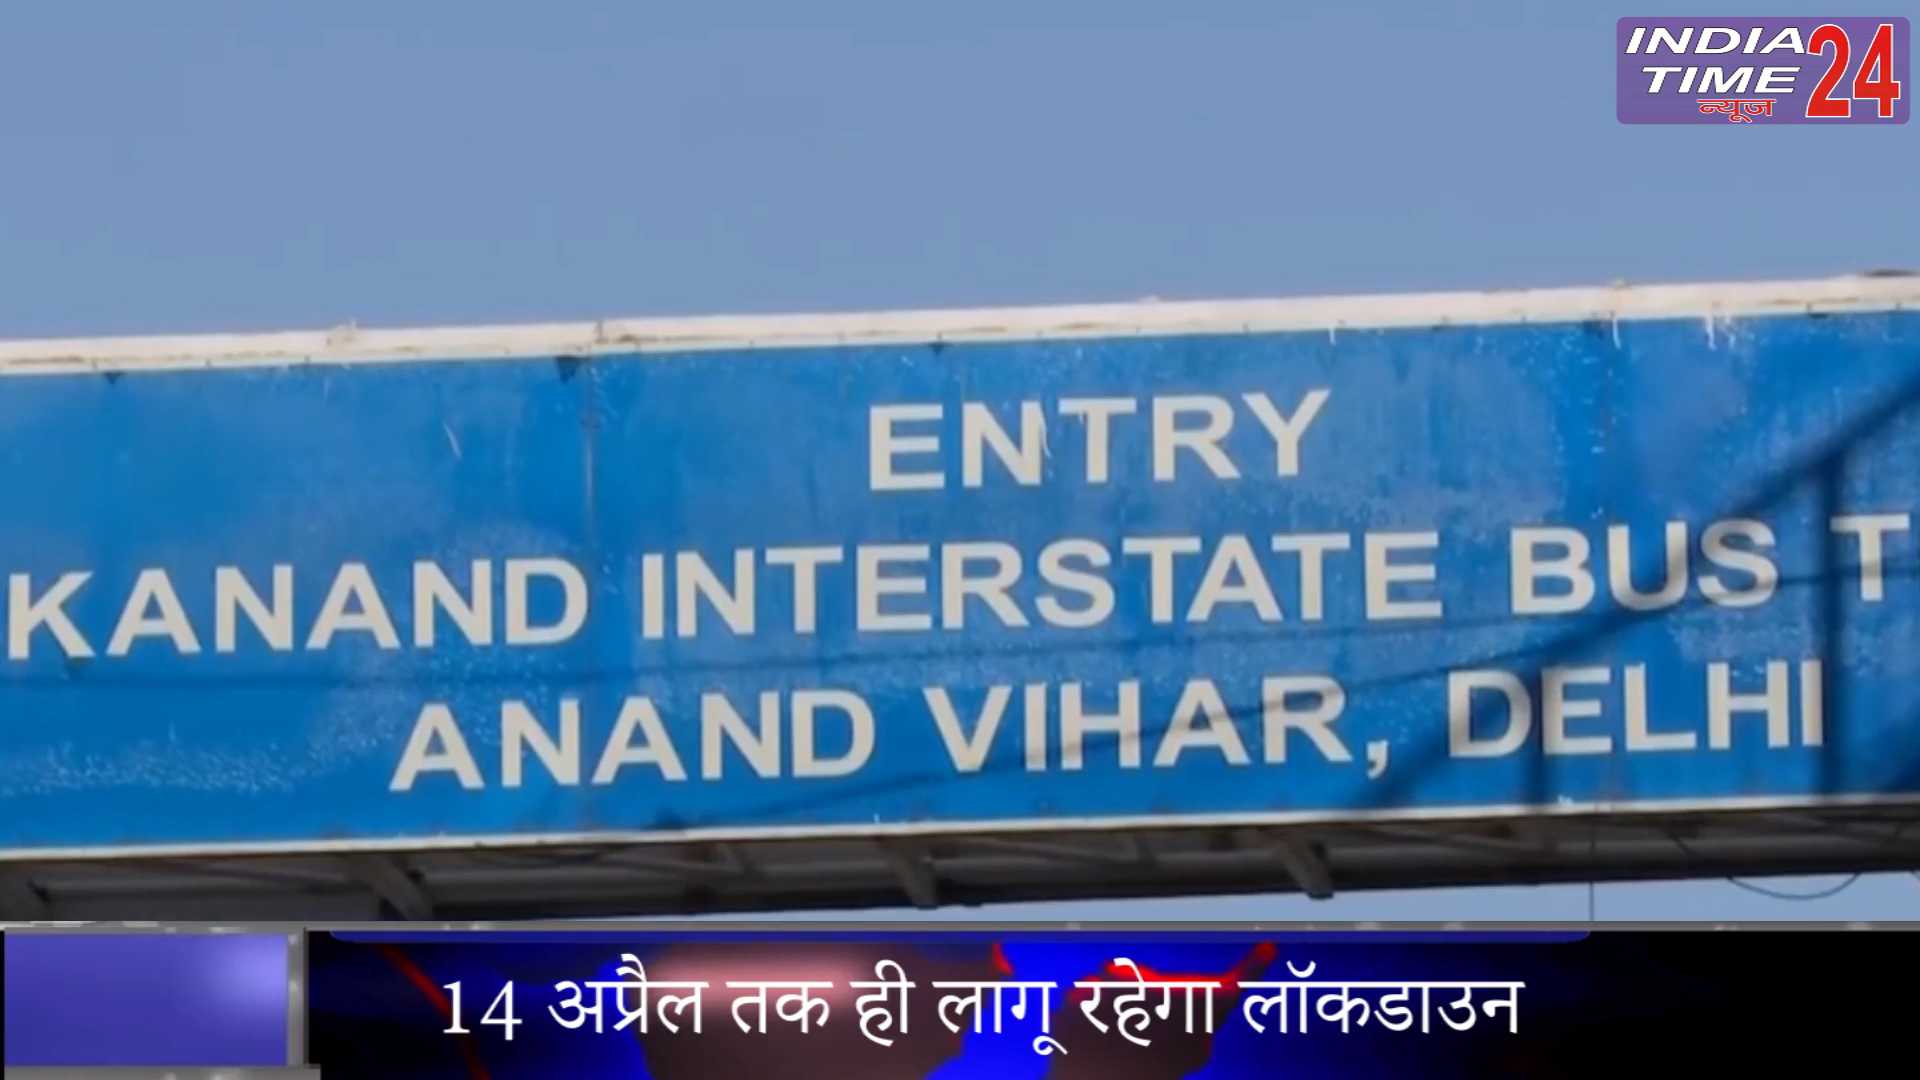 INDIA
TIME 24
न्यूज
ENTRY
KANAND INTERSTATE BUS T
ANAND VIHAR, DELHI
14 अप्रैल तक ही लागू रहेगा लॉकडाउन